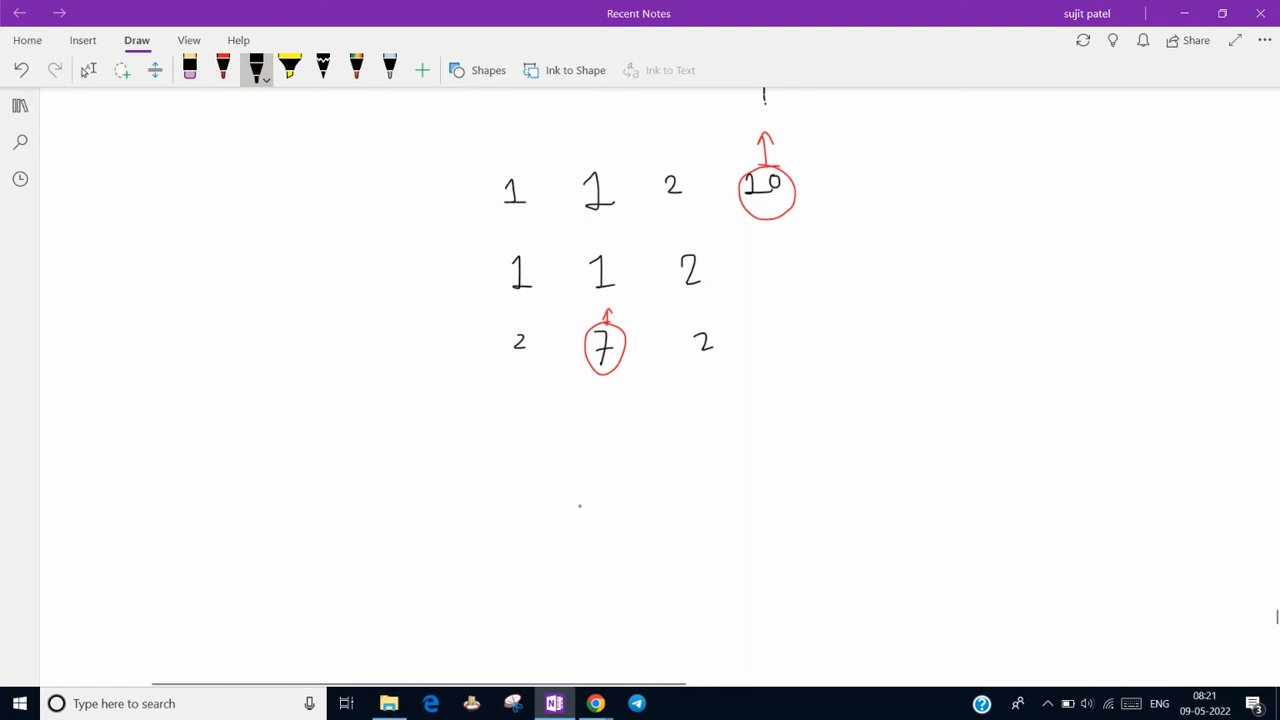 Recent Notes
sujit patel
Home Insert Draw View Help
Share
Shapes Ink to Shape Ink to Text
1 1 2 10
1 1 2
2 7 2
Type here to search
ENG
08:21
09-05-2022
3